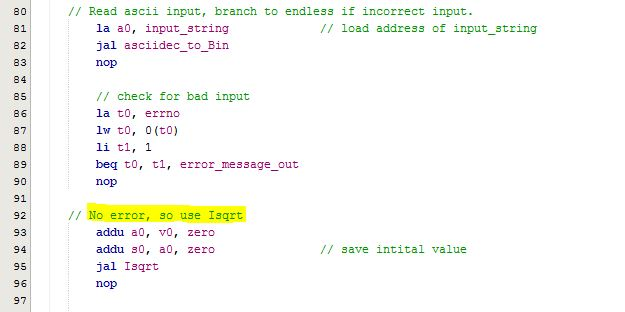 80 // Read ascii input, branch to endless if incorrect input.
81 la a0, input_string // load address of input_string
82 jal asciidec_to_Bin
83 nop
84
85 // check for bad input
86 la t0, errno
87 lw t0, 0(t0)
88 li t1, 1
89 beq t0, t1, error_message_out
90 nop
91
92 // No error, so use Isqrt
93 addu a0, v0, zero
94 addu s0, a0, zero // save intital value
95 jal Isqrt
96 nop
97